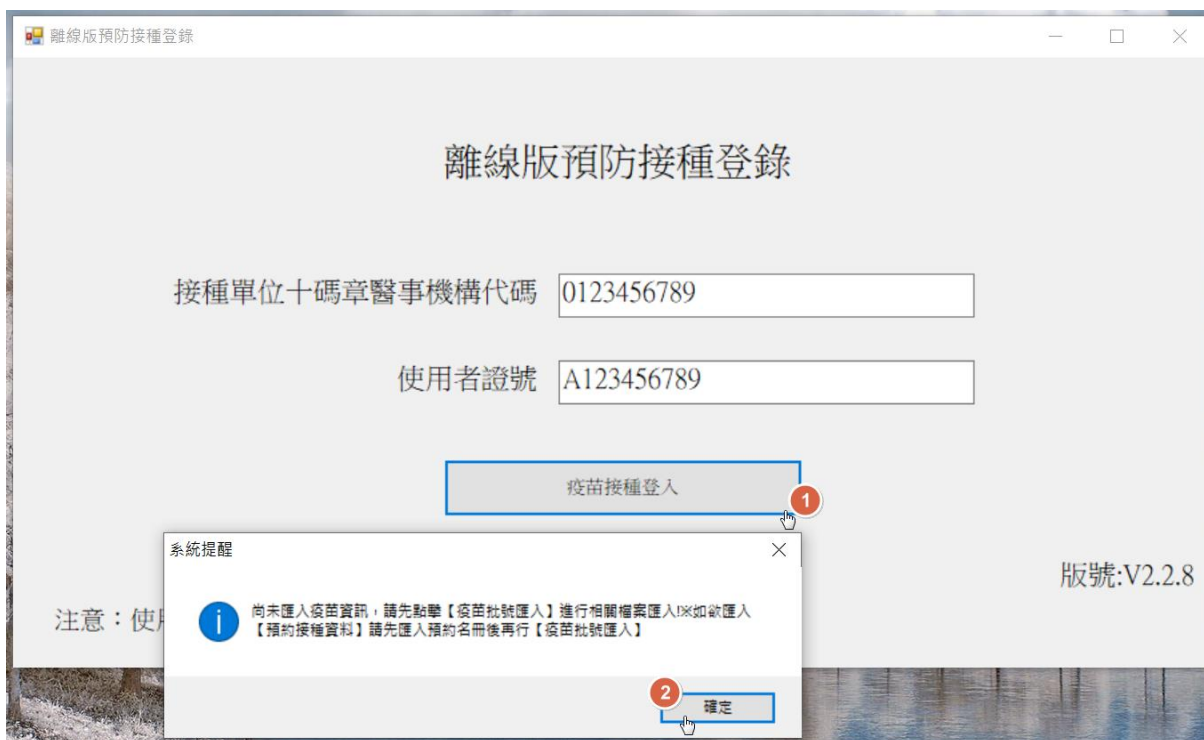 離線版預防接種登錄
離線版預防接種登錄
接種單位十碼章醫事機構代碼 0123456789
使用者證號 A123456789
疫苗接種登入
1
系統提醒
版號:V2.2.8
注意：使
尚未匯入疫苗資訊，請先點擊【疫苗批號匯入】進行相關檔案匯入!※如欲匯入
【預約接種資料】請先匯入預約名冊後再行【疫苗批號匯入】
2
確定